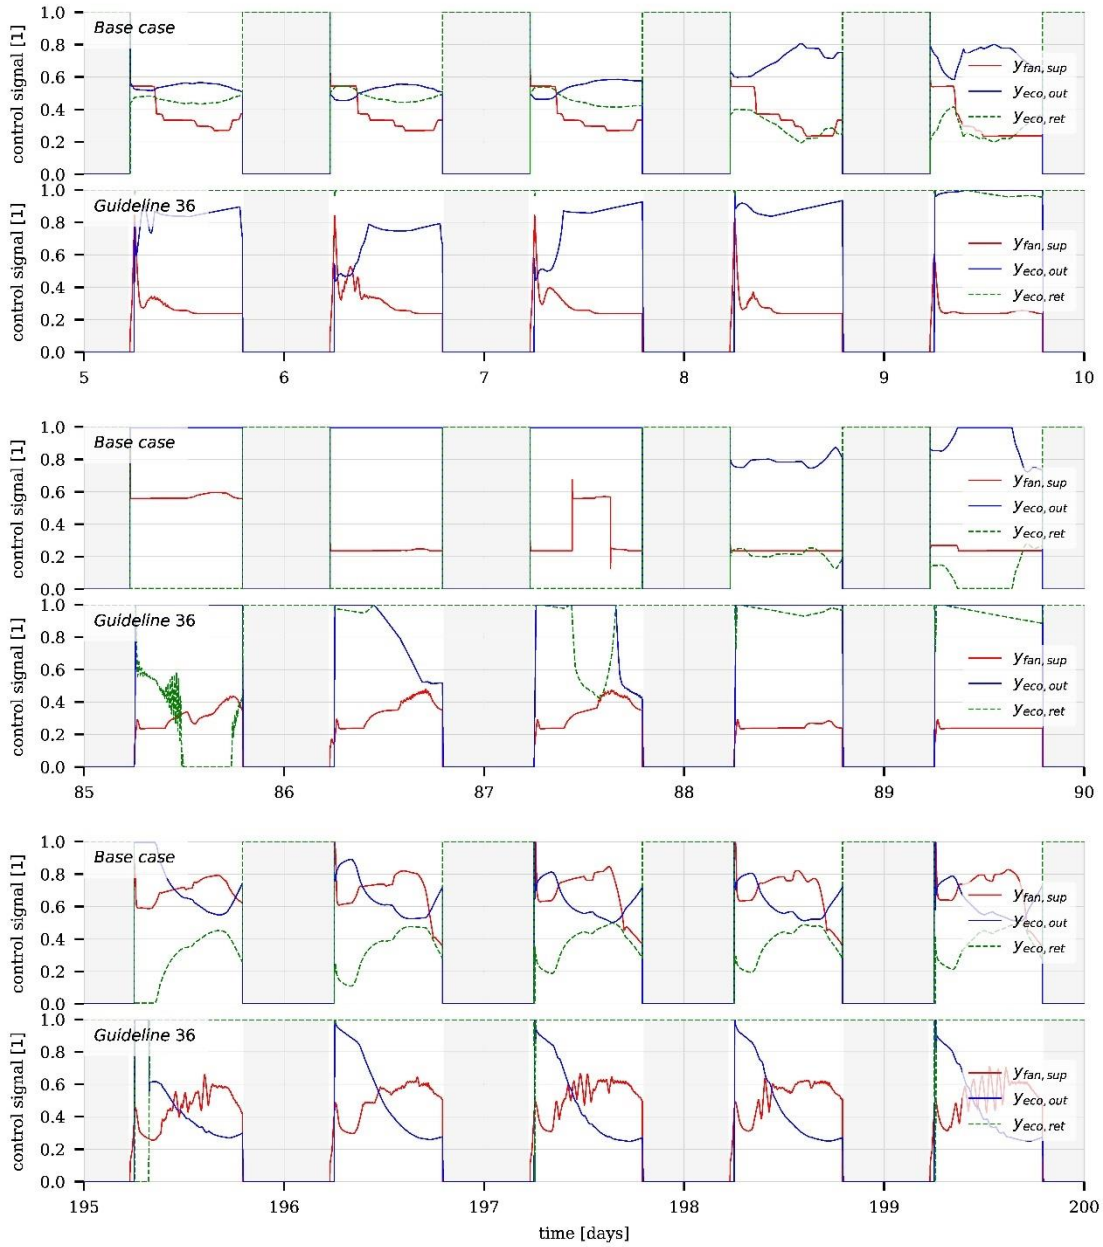 1.0
Base case
0.8
y_fan,sup
0.6
y_eco,out
0.4
y_eco,ret
0.2
0.0
control signal [1]
1.0
Guideline 36
0.8
y_fan,sup
0.6
y_eco,out
0.4
y_eco,ret
0.2
0.0
control signal [1]
5 6 7 8 9 10
1.0
Base case
0.8
y_fan,sup
0.6
y_eco,out
0.4
y_eco,ret
0.2
0.0
control signal [1]
1.0
Guideline 36
0.8
y_fan,sup
0.6
y_eco,out
0.4
y_eco,ret
0.2
0.0
control signal [1]
85 86 87 88 89 90
1.0
Base case
0.8
y_fan,sup
0.6
y_eco,out
0.4
y_eco,ret
0.2
0.0
control signal [1]
1.0
Guideline 36
0.8
y_fan,sup
0.6
y_eco,out
0.4
y_eco,ret
0.2
0.0
control signal [1]
195 196 197 198 199 200
time [days]